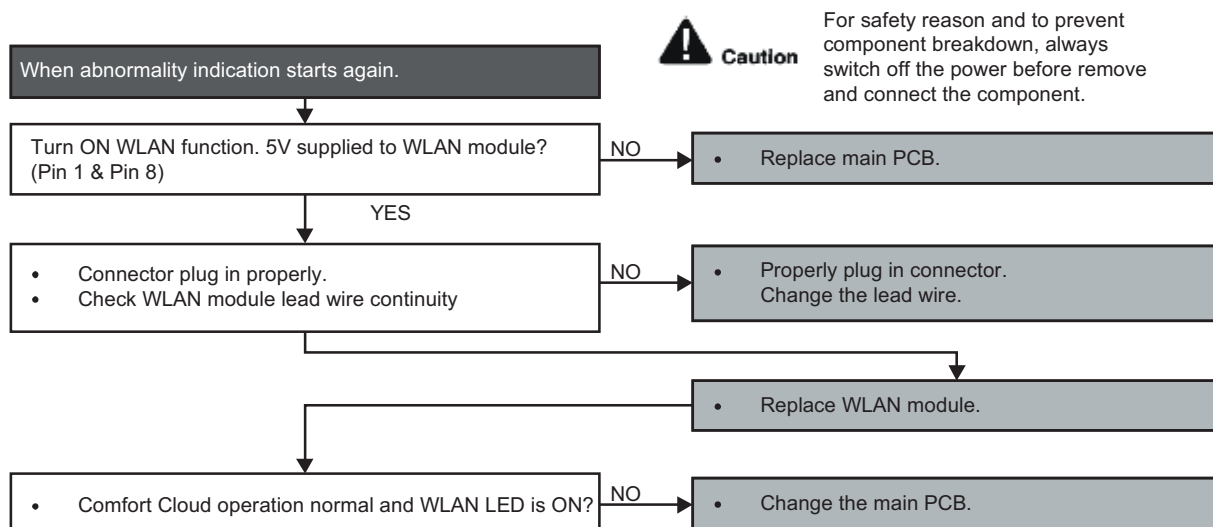 For safety reason and to prevent
component breakdown, always
switch off the power before remove
and connect the component.
Caution
When abnormality indication starts again.
Turn ON WLAN function. 5V supplied to WLAN module?
(Pin 1 & Pin 8)
NO
• Replace main PCB.
YES
• Connector plug in properly.
• Check WLAN module lead wire continuity
NO
• Properly plug in connector.
Change the lead wire.
• Replace WLAN module.
• Comfort Cloud operation normal and WLAN LED is ON?
NO
• Change the main PCB.